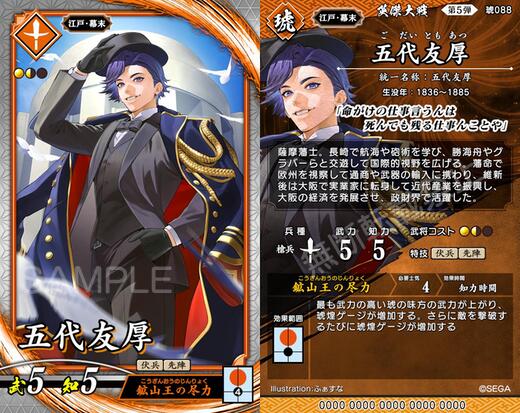 江戸・幕末
SAMPLE
五代友厚
伏兵 先陣
武5 知5
こうざんおうのじんりょく
鉱山王の尽力
4
琥
江戸・幕末
英傑大戦
第5弾
琥088
ご だい とも あつ
五代友厚
統一名称:五代友厚
生没年:1836~1885
「命がけの仕事言うんは
死んでも残る仕事んことや」
薩摩藩士。長崎で航海や砲術を学び、勝海舟やグ
ラバーらと交遊して国際的視野を広げる。藩命で
欧州を視察して通商や武器の輸入に携わり、維新
後は大阪で実業家に転身して近代産業を振興し、
大阪の経済を発展させ、政財界で活躍した。
兵種 武力 知力 武将コスト
槍兵 5 5
特技 伏兵 先陣
こうざんおうのじんりょく 必要士気 効果時間
鉱山王の尽力 4 知力時間
効果範囲
最も武力の高い琥の味方の武力が上がり、
琥煌ゲージが増加する。さらに敵を撃破す
るたびに琥煌ゲージが増加する
Illustration:ふぁすな
©SEGA
0000 0000 0000 0000 0000